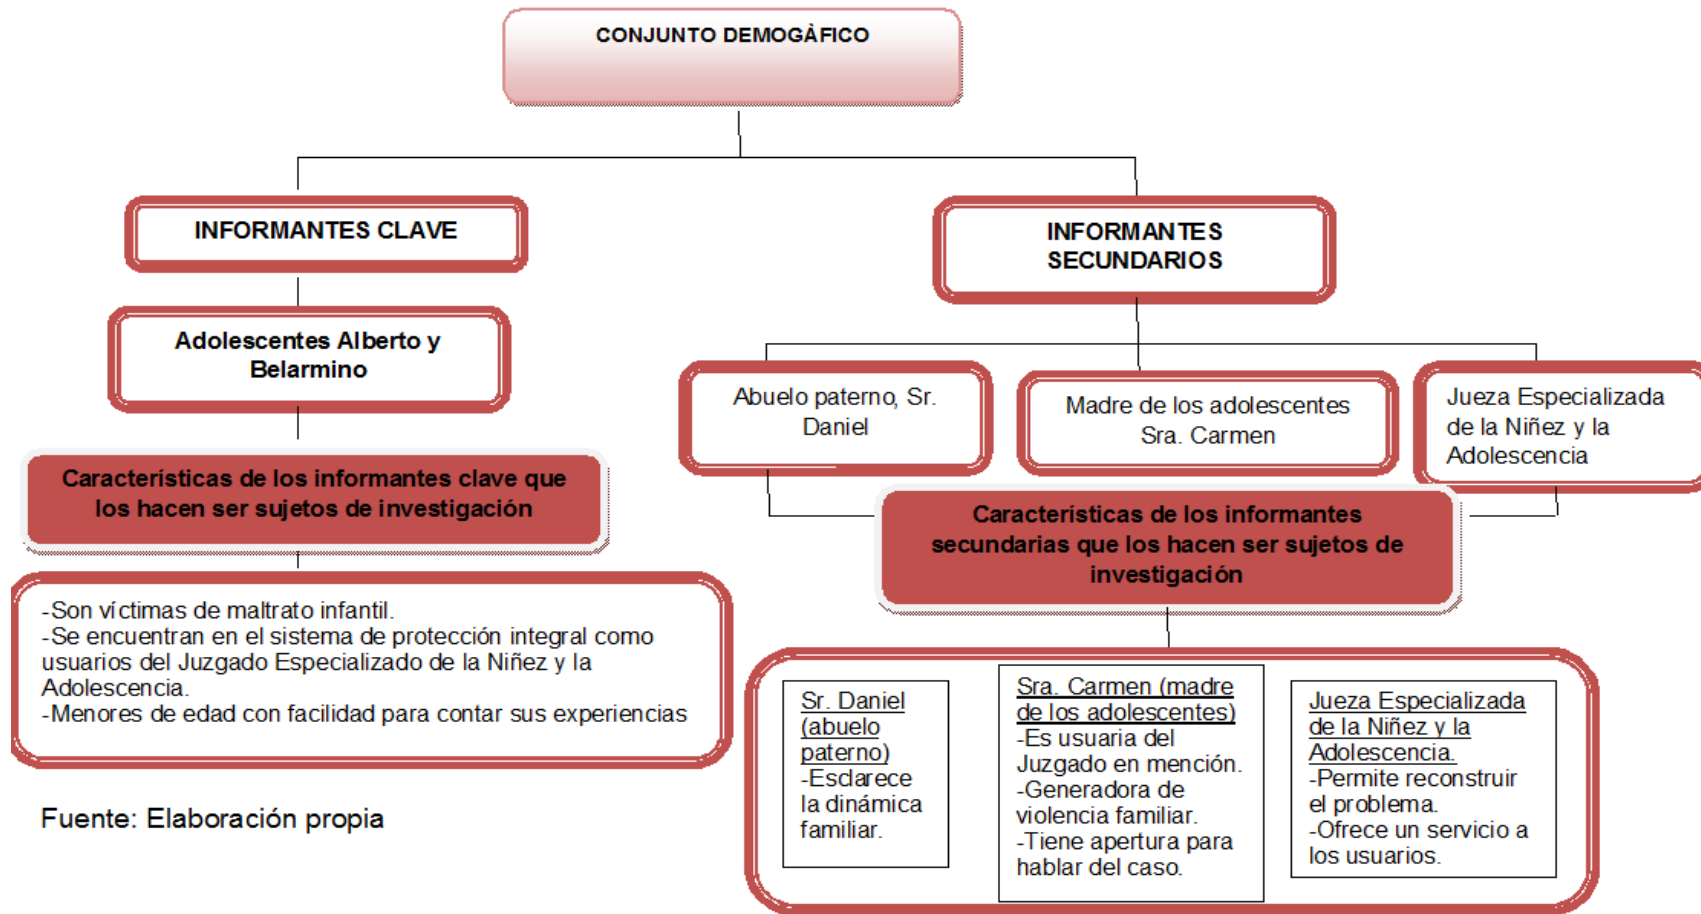 CONJUNTO DEMOGÀFICO
INFORMANTES CLAVE
Adolescentes Alberto y
Belarmino
Características de los informantes clave que
los hacen ser sujetos de investigación
-Son víctimas de maltrato infantil.
-Se encuentran en el sistema de protección integral como
usuarios del Juzgado Especializado de la Niñez y la
Adolescencia.
-Menores de edad con facilidad para contar sus experiencias
INFORMANTES
SECUNDARIOS
Abuelo paterno, Sr.
Daniel
Madre de los adolescentes
Sra. Carmen
Jueza Especializada
de la Niñez y la
Adolescencia
Características de los informantes
secundarias que los hacen ser sujetos de
investigación
Sr. Daniel
(abuelo
paterno)
-Esclarece
la dinámica
familiar.
Sra. Carmen (madre
de los adolescentes)
-Es usuaria del
Juzgado en mención.
-Generadora de
violencia familiar.
-Tiene apertura para
hablar del caso.
Jueza Especializada
de la Niñez y la
Adolescencia.
-Permite reconstruir
el problema.
-Ofrece un servicio a
los usuarios.
Fuente: Elaboración propia